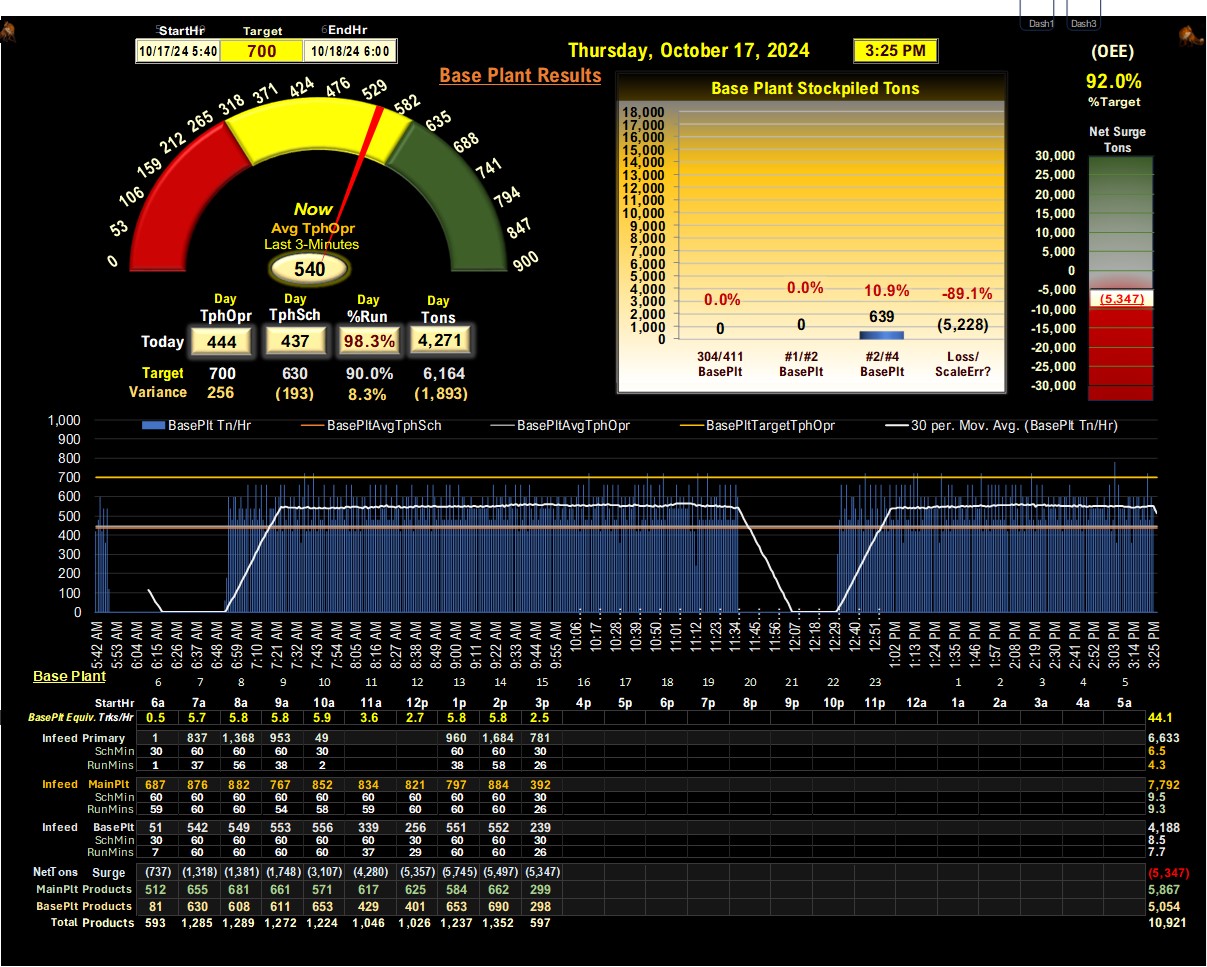 Dash1 Dash3
StartHr Target EndHr
10/17/24 5:40 700 10/18/24 6:00
Thursday, October 17, 2024 3:25 PM
(OEE)
92.0%
%Target
Base Plant Results
Base Plant Stockpiled Tons
Net Surge
Tons
0 53 106 159 212 265 318 371 424 476 529 582 635 688 741 794 847 900
Now
Avg TphOpr
Last 3-Minutes
540
18,000
17,000
16,000
15,000
14,000
13,000
12,000
11,000
10,000
9,000
8,000
7,000
6,000
5,000
4,000
3,000
2,000
1,000
0
0.0% 0.0% 10.9% -89.1%
0 0 639 (5,228)
304/411 #1/#2 #2/#4 Loss/
BasePlt BasePlt BasePlt ScaleErr?
30,000
25,000
20,000
15,000
10,000
5,000
0
-5,000
(5,347)
-10,000
-15,000
-20,000
-25,000
-30,000
Day Day Day Day
TphOpr TphSch %Run Tons
Today 444 437 98.3% 4,271
Target 700 630 90.0% 6,164
Variance 256 (193) 8.3% (1,893)
BasePlt Tn/Hr BasePltAvgTphSch BasePltAvgTphOpr BasePltTargetTphOpr 30 per. Mov. Avg. (BasePlt Tn/Hr)
1,000
900
800
700
600
500
400
300
200
100
0
5:42 AM 5:53 AM 6:04 AM 6:15 AM 6:26 AM 6:37 AM 6:48 AM 6:59 AM 7:10 AM 7:21 AM 7:32 AM 7:43 AM 7:54 AM 8:05 AM 8:16 AM 8:27 AM 8:38 AM 8:49 AM 9:00 AM 9:11 AM 9:22 AM 9:33 AM 9:44 AM 9:55 AM 10:06... 10:17... 10:28... 10:39... 10:50... 11:01... 11:12... 11:23... 11:34... 11:45... 11:56... 12:07... 12:18... 12:29... 12:40... 12:51... 1:02 PM 1:13 PM 1:24 PM 1:35 PM 1:46 PM 1:57 PM 2:08 PM 2:19 PM 2:30 PM 2:41 PM 2:52 PM 3:03 PM 3:14 PM 3:25 PM
Base Plant
6 7 8 9 10 11 12 13 14 15 16 17 18 19 20 21 22 23 1 2 3 4 5
StartHr 6a 7a 8a 9a 10a 11a 12p 1p 2p 3p 4p 5p 6p 7p 8p 9p 10p 11p 12a 1a 2a 3a 4a 5a
BasePlt Equiv. Trks/Hr 0.5 5.7 5.8 5.8 5.9 3.6 2.7 5.8 5.8 2.5 44.1
Infeed Primary 1 837 1,368 953 49 960 1,684 781 6,633
SchMin 30 60 60 60 30 60 60 30 6.5
RunMins 1 37 56 38 2 38 58 26 4.3
Infeed MainPlt 687 876 882 767 852 834 821 797 884 392 7,792
SchMin 60 60 60 60 60 60 60 60 60 30 9.5
RunMins 59 60 60 54 58 59 60 60 60 26 9.3
Infeed BasePlt 51 542 549 553 556 339 256 551 552 239 4,188
SchMin 30 60 60 60 60 60 30 60 60 30 8.5
RunMins 7 60 60 60 60 37 29 60 60 26 7.7
NetTons Surge (737) (1,318) (1,381) (1,748) (3,107) (4,280) (5,357) (5,745) (5,497) (5,347) (5,347)
MainPlt Products 512 655 681 661 571 617 625 584 662 299 5,867
BasePlt Products 81 630 608 611 653 429 401 653 690 298 5,054
Total Products 593 1,285 1,289 1,272 1,224 1,046 1,026 1,237 1,352 597 10,921